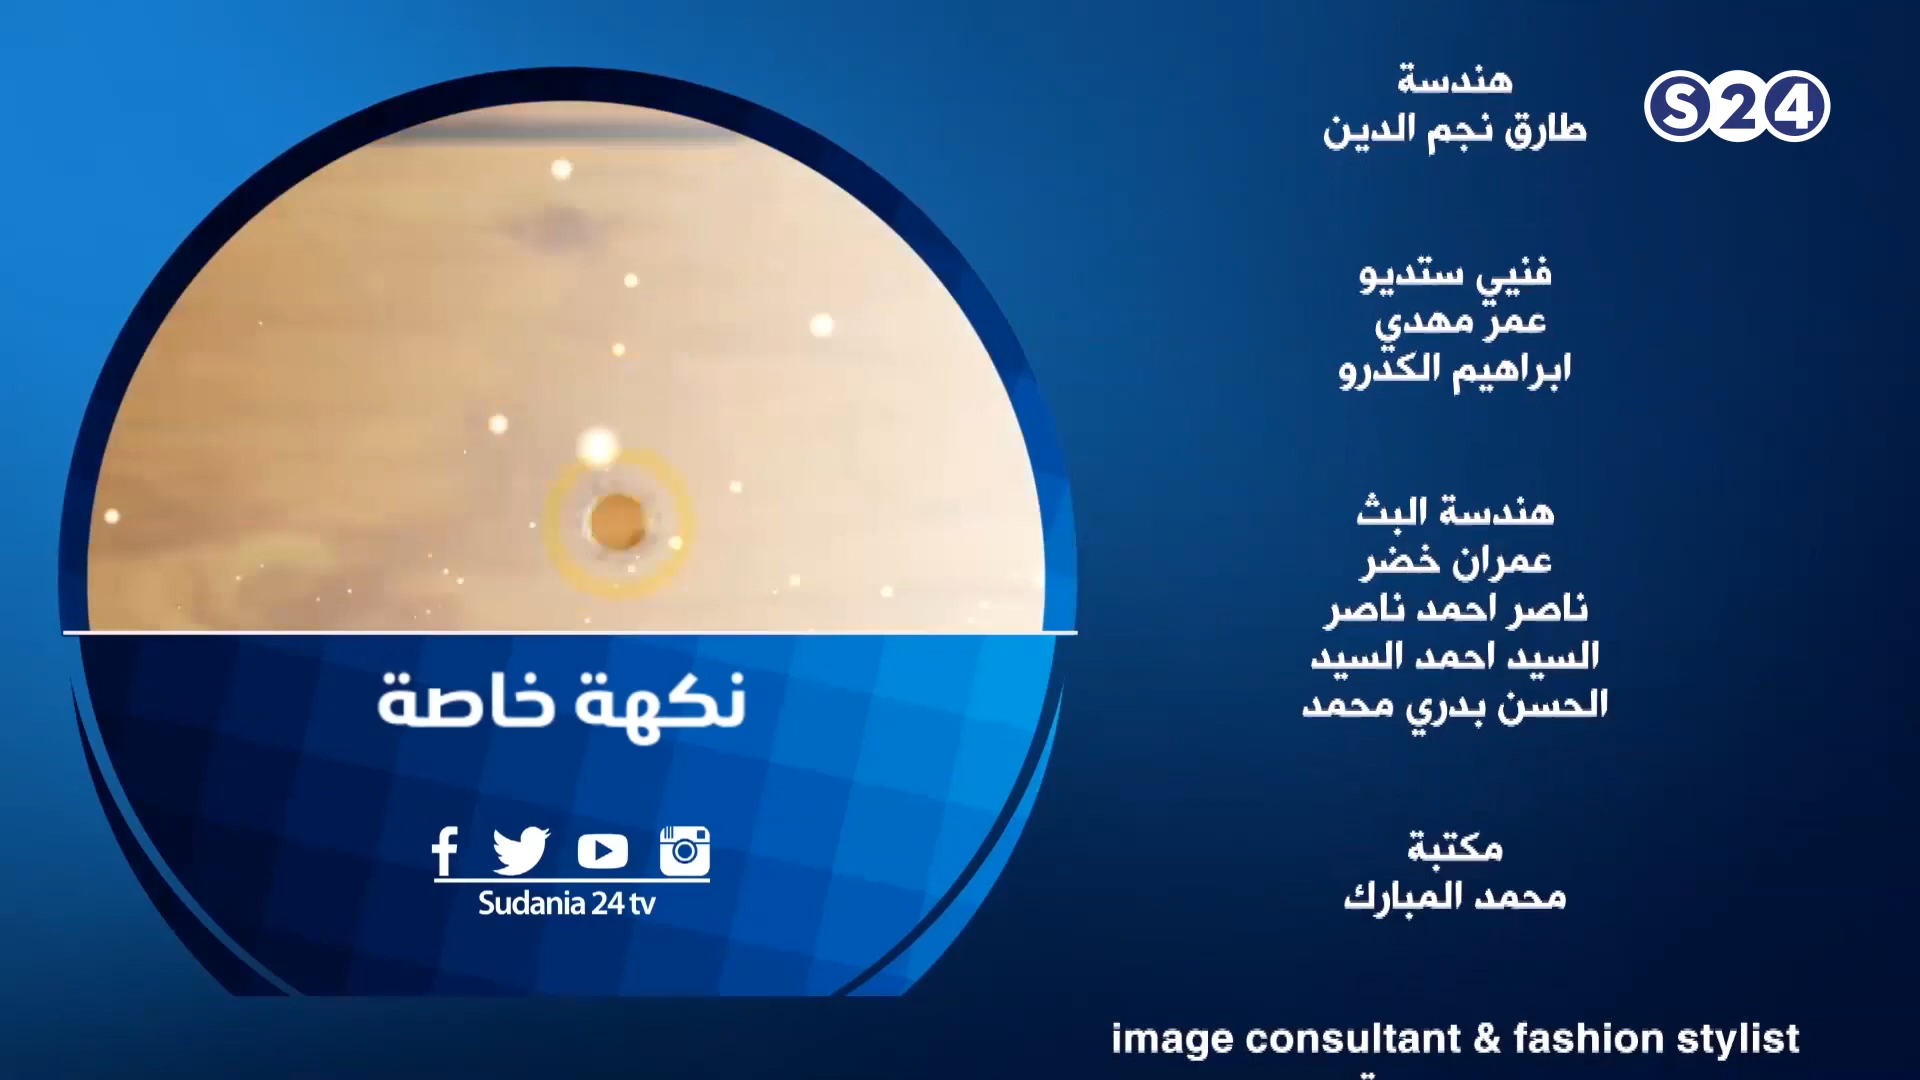 S24
هندسة
طارق نجم الدين
فنيي ستديو
عمر مهدي
ابراهيم الكدرو
هندسة البث
عمران خضر
ناصر احمد ناصر
السيد احمد السيد
الحسن بدري محمد
مكتبة
محمد المبارك
image consultant & fashion stylist
نكهة خاصة
Sudania 24 tv